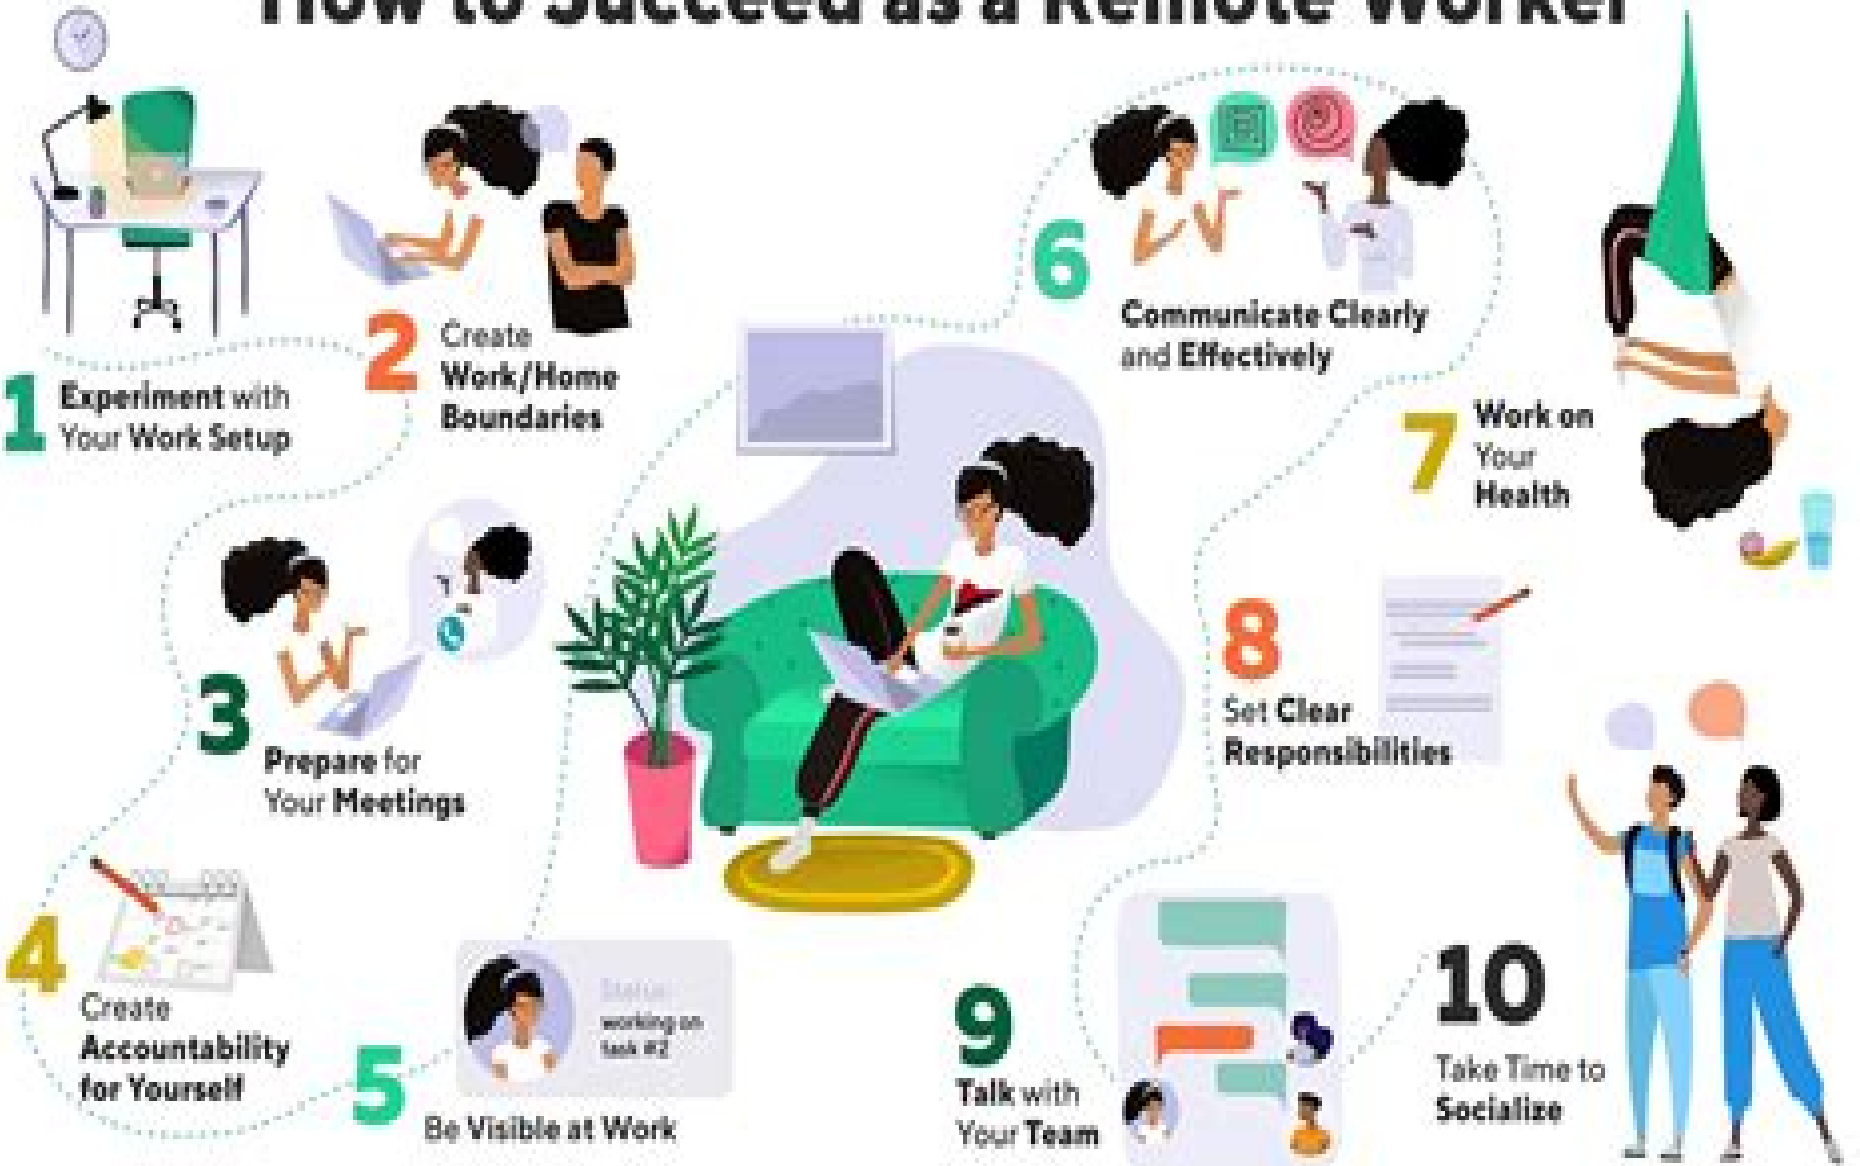 How to Succeed as a Remote Worker
1
Experiment with
Your Work Setup
2
Create
Work/Home
Boundaries
3
Prepare for
Your Meetings
4
Create
Accountability
for Yourself
5
Be Visible at Work
Status:
working on
task #2
6
Communicate Clearly
and Effectively
7
Work on
Your
Health
8
Set Clear
Responsibilities
9
Talk with
Your Team
10
Take Time to
Socialize